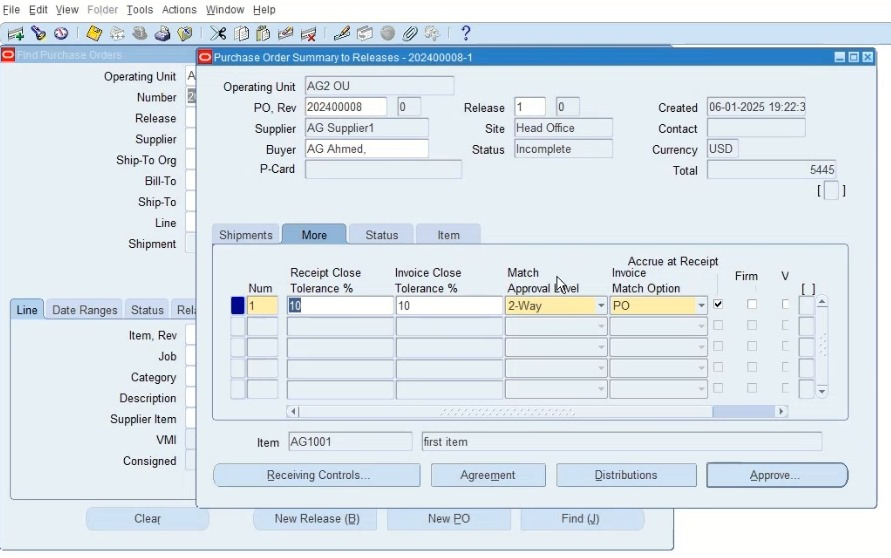 File Edit View Folder Tools Actions Window Help
Find Purchase Orders
Operating Unit A
Number 2
Release
Supplier
Ship-To Org
Bill-To
Ship-To
Line
Shipment
Line Date Ranges Status Rel
Item, Rev
Job
Category
Description
Supplier Item
VMI
Consigned
Clear New Release (B) New PO Find (J)
Purchase Order Summary to Releases - 202400008-1
Operating Unit AG2 OU
PO, Rev 202400008 0 Release 1 0 Created 06-01-2025 19:22:3
Supplier AG Supplier1 Site Head Office Contact
Buyer AG Ahmed, Status Incomplete Currency USD
P-Card Total 5445
[ ]
Shipments More Status Item
Accrue at Receipt
Receipt Close Invoice Close Match Invoice Firm V
Num Tolerance % Tolerance % Approval Level Match Option [ ]
1 10 10 2-Way PO
Item AG1001 first item
Receiving Controls... Agreement Distributions Approve...